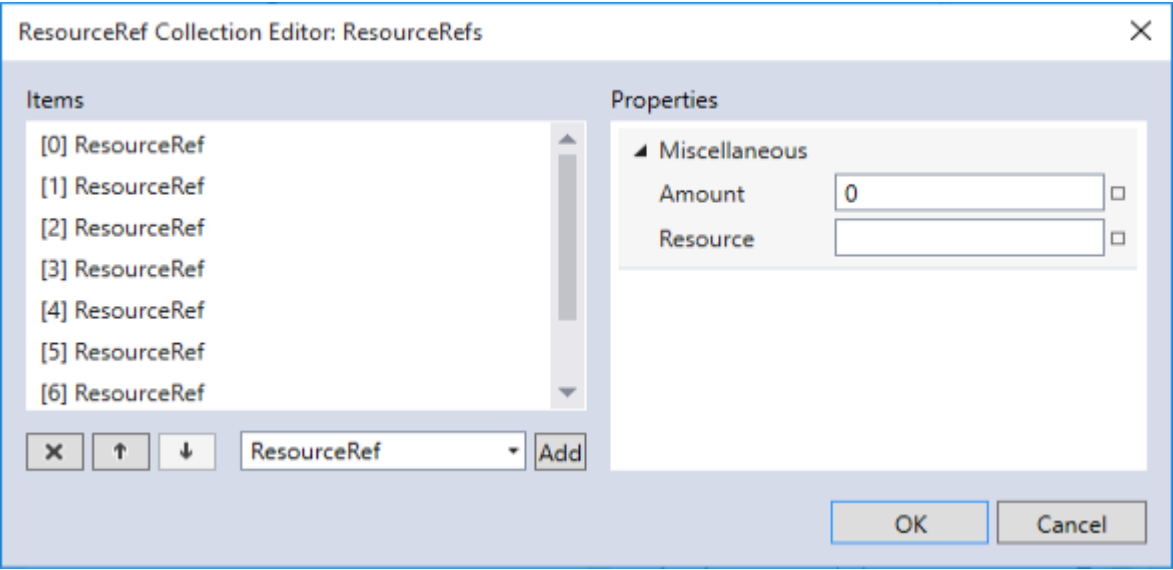 ResourceRef Collection Editor: ResourceRefs
Items
[0] ResourceRef
[1] ResourceRef
[2] ResourceRef
[3] ResourceRef
[4] ResourceRef
[5] ResourceRef
[6] ResourceRef
ResourceRef
Add
Properties
Miscellaneous
Amount 0
Resource
OK Cancel